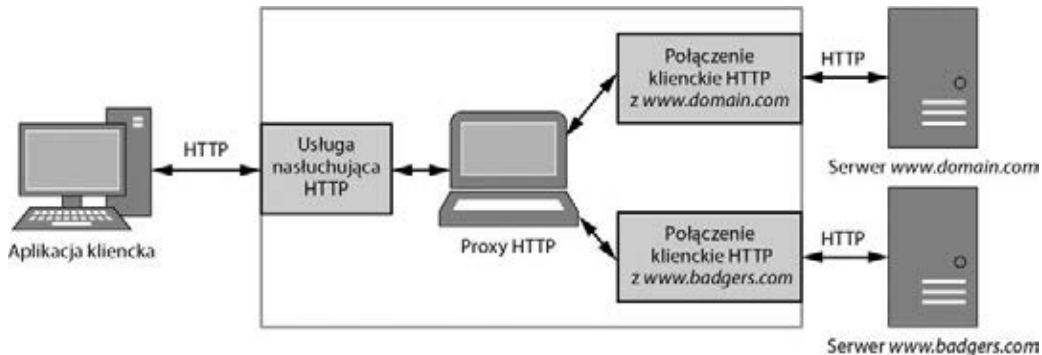 Aplikacja kliencka
HTTP
Usługa
nasłuchująca
HTTP
Proxy HTTP
Połączenie
klienckie HTTP
z www.domain.com
HTTP
Serwer www.domain.com
Połączenie
klienckie HTTP
z www.badgers.com
HTTP
Serwer www.badgers.com